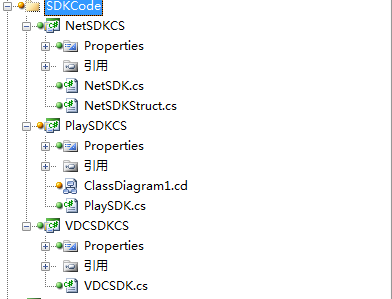 SDKCode
NetSDKCS
Properties
引用
NetSDK.cs
NetSDKStruct.cs
PlaySDKCS
Properties
引用
ClassDiagram1.cd
PlaySDK.cs
VDCSDKCS
Properties
引用
VDCSDK.cs